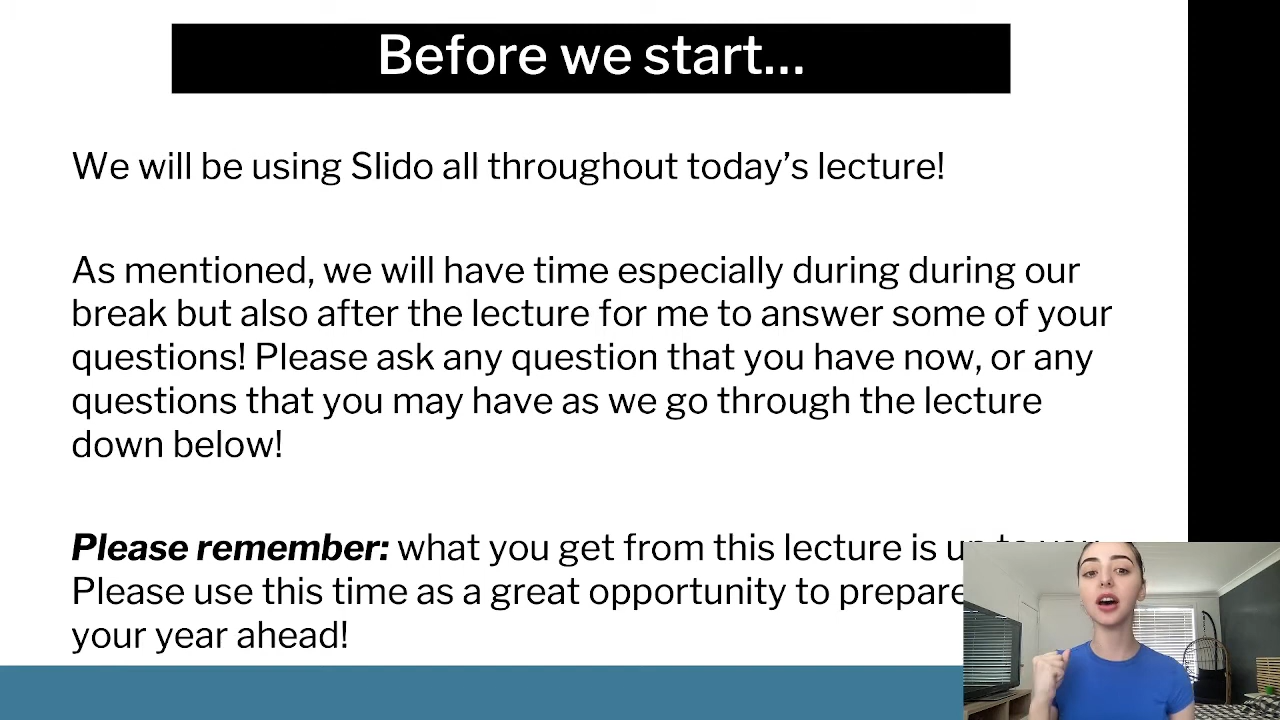 Before we start...
We will be using Slido all throughout today's lecture!
As mentioned, we will have time especially during during our
break but also after the lecture for me to answer some of your
questions! Please ask any question that you have now, or any
questions that you may have as we go through the lecture
down below!
Please remember: what you get from this lecture is up to
Please use this time as a great opportunity to prepare
your year ahead!